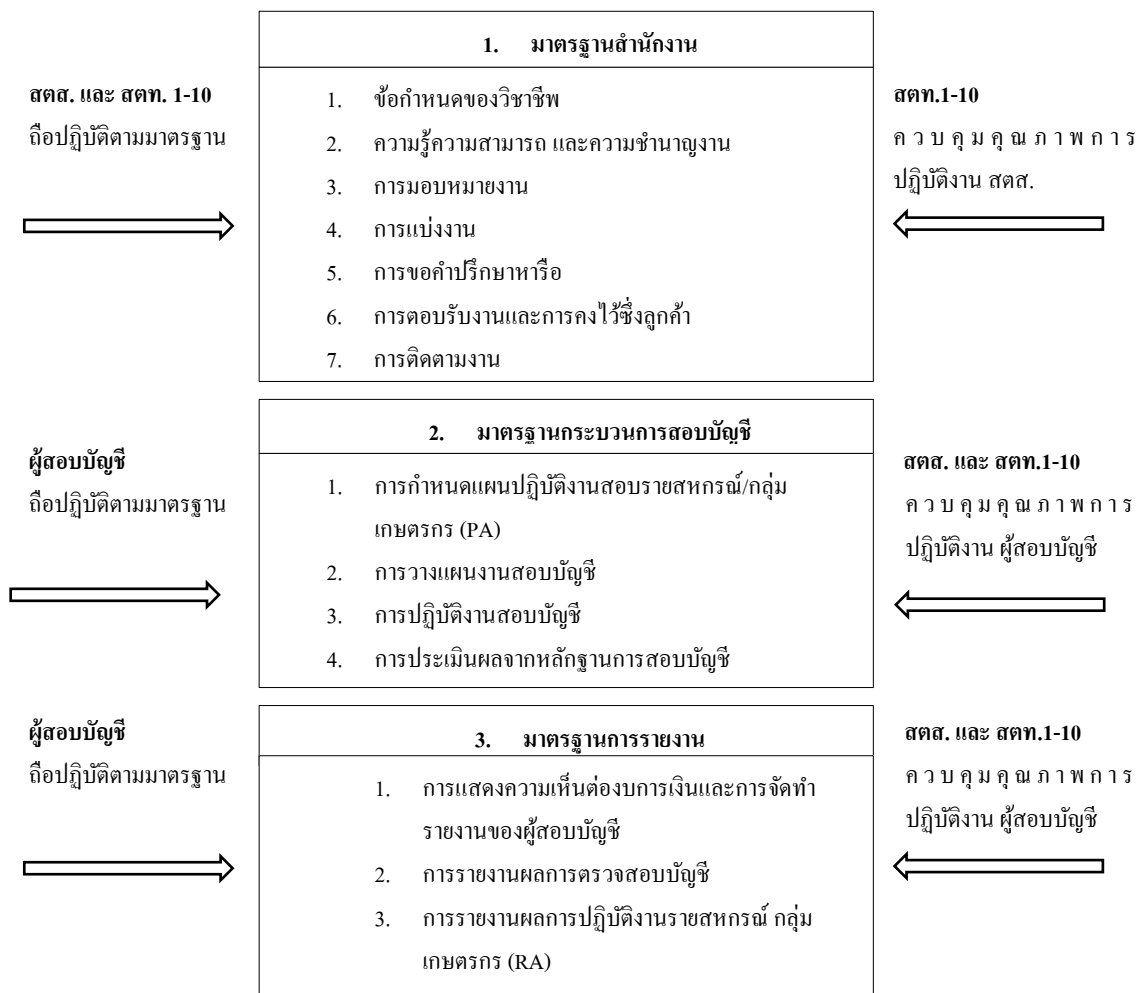 1. มาตรฐานสำนักงาน
สตส. และ สตท. 1-10
ถือปฏิบัติตามมาตรฐาน
1. ข้อกำหนดของวิชาชีพ
2. ความรู้ความสามารถ และความชำนาญงาน
3. การมอบหมายงาน
4. การแบ่งงาน
5. การขอคำปรึกษาหารือ
6. การตอบรับงานและการคงไว้ซึ่งลูกค้า
7. การติดตามงาน
สตท.1-10
ควบคุมคุณภาพการ
ปฏิบัติงาน สตส.
2. มาตรฐานกระบวนการสอบบัญชี
ผู้สอบบัญชี
ถือปฏิบัติตามมาตรฐาน
1. การกำหนดแผนปฏิบัติงานสอบรายสหกรณ์/กลุ่ม
เกษตรกร (PA)
2. การวางแผนงานสอบบัญชี
3. การปฏิบัติงานสอบบัญชี
4. การประเมินผลจากหลักฐานการสอบบัญชี
สตส. และ สตท.1-10
ควบคุมคุณภาพการ
ปฏิบัติงาน ผู้สอบบัญชี
3. มาตรฐานการรายงาน
ผู้สอบบัญชี
ถือปฏิบัติตามมาตรฐาน
1. การแสดงความเห็นต่องบการเงินและการจัดทำ
รายงานของผู้สอบบัญชี
2. การรายงานผลการตรวจสอบบัญชี
3. การรายงานผลการปฏิบัติงานรายสหกรณ์ กลุ่ม
เกษตรกร (RA)
สตส. และ สตท.1-10
ควบคุมคุณภาพการ
ปฏิบัติงาน ผู้สอบบัญชี